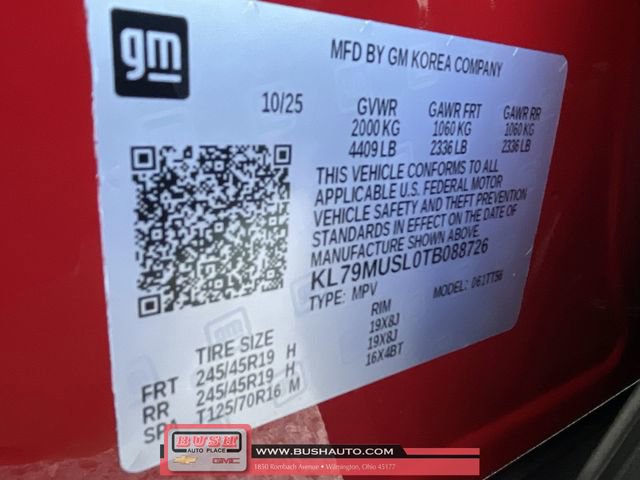 gm
MFD BY GM KOREA COMPANY
10/25 GVWR GAWR FRT GAWR RR
2000 KG 1060 KG 1060 KG
4409 LB 2336 LB 2336 LB
THIS VEHICLE CONFORMS TO ALL
APPLICABLE U.S. FEDERAL MOTOR
VEHICLE SAFETY AND THEFT PREVENTION
STANDARDS IN EFFECT ON THE DATE OF
MANUFACTURE SHOWN ABOVE.
KL79MUSL0TB088726
TYPE: MPV MODEL: 061TT56
TIRE SIZE RIM
FRT 245/45R19 H 19X8J
RR 245/45R19 H 19X8J
SPA T125/70R16 M 16X4BT
BUSH
AUTO PLACE
GMC
WWW.BUSHAUTO.COM
1850 Rombach Avenue • Wilmington, Ohio 45177